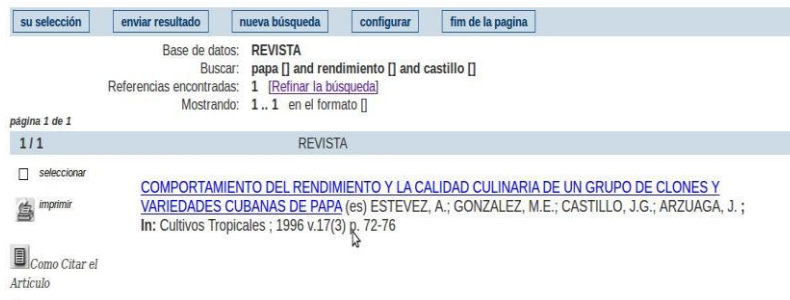 su selección enviar resultado nueva búsqueda configurar fim de la pagina
Base de datos: REVISTA
Buscar: papa [] and rendimiento [] and castillo []
Referencias encontradas: 1 [Refinar la búsqueda]
Mostrando: 1 .. 1 en el formato []
página 1 de 1
1 / 1 REVISTA
seleccionar
imprimir
COMPORTAMIENTO DEL RENDIMIENTO Y LA CALIDAD CULINARIA DE UN GRUPO DE CLONES Y
VARIEDADES CUBANAS DE PAPA (es) ESTEVEZ, A.; GONZALEZ, M.E.; CASTILLO, J.G.; ARZUAGA, J. ;
In: Cultivos Tropicales ; 1996 v.17(3) p. 72-76
Como Citar el
Artículo